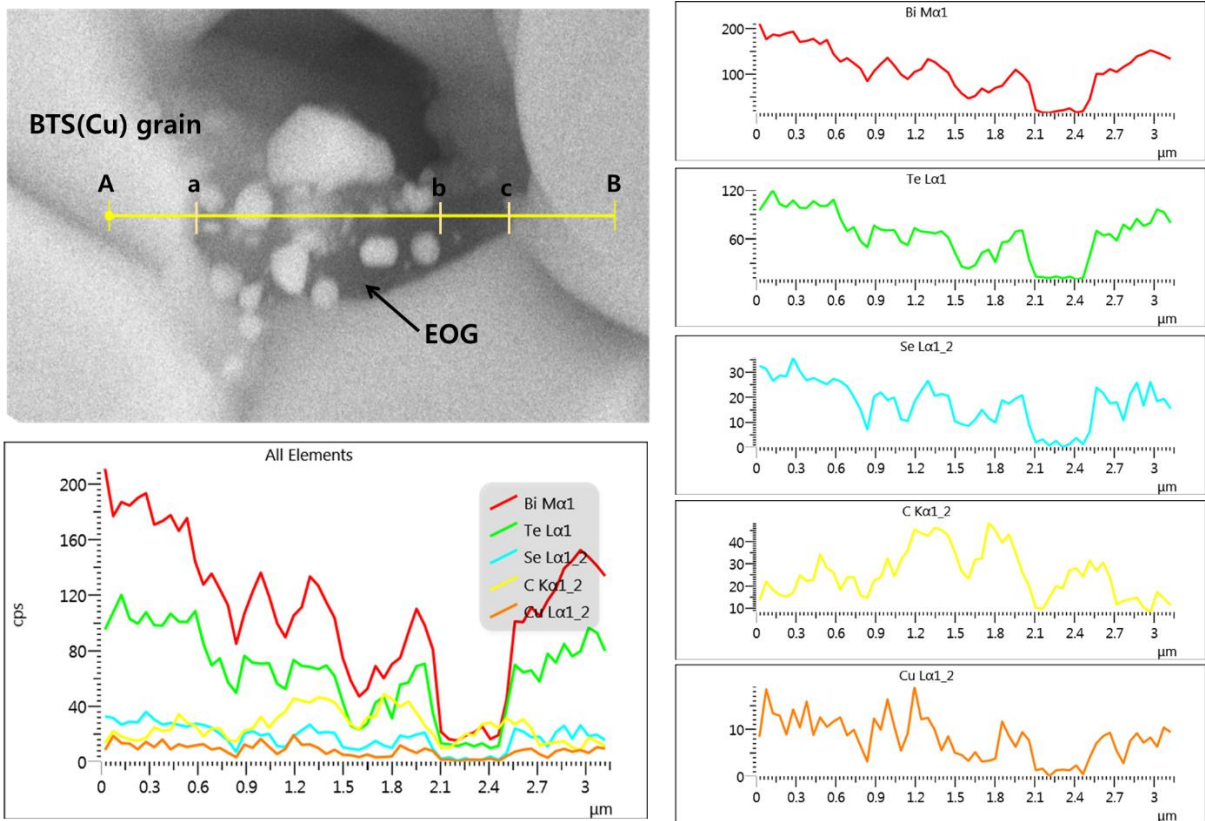 BTS(Cu) grain
A
a
b
c
B
EOG
All Elements
200
160
120
80
40
0
cps
Bi Mα1
Te Lα1
Se Lα1_2
C Kα1_2
Cu Lα1_2
0 0.3 0.6 0.9 1.2 1.5 1.8 2.1 2.4 2.7 3
μm
Bi Mα1
200
100
0 0.3 0.6 0.9 1.2 1.5 1.8 2.1 2.4 2.7 3
μm
Te Lα1
120
60
0 0.3 0.6 0.9 1.2 1.5 1.8 2.1 2.4 2.7 3
μm
Se Lα1_2
30
20
10
0
0 0.3 0.6 0.9 1.2 1.5 1.8 2.1 2.4 2.7 3
μm
C Kα1_2
40
30
20
10
0 0.3 0.6 0.9 1.2 1.5 1.8 2.1 2.4 2.7 3
μm
Cu Lα1_2
10
0
0 0.3 0.6 0.9 1.2 1.5 1.8 2.1 2.4 2.7 3
μm